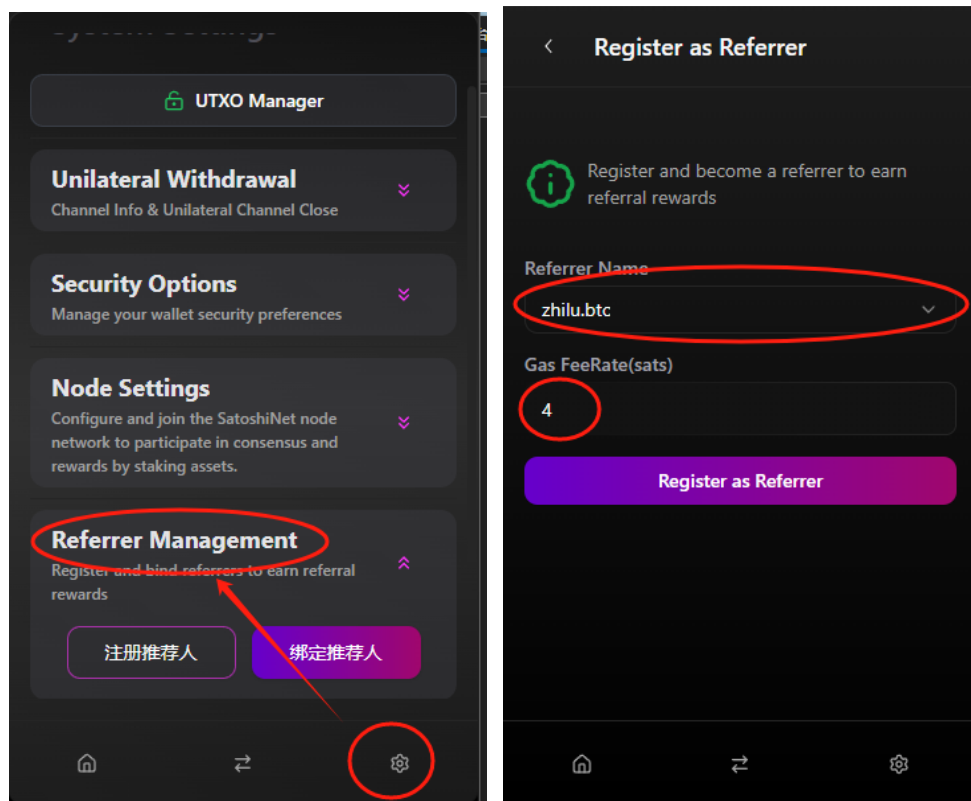 System Settings
UTXO Manager
Unilateral Withdrawal
Channel Info & Unilateral Channel Close
Security Options
Manage your wallet security preferences
Node Settings
Configure and join the SatoshiNet node
network to participate in consensus and
rewards by staking assets.
Referrer Management
Register and bind referrers to earn referral
rewards
注册推荐人
绑定推荐人
Register as Referrer
Register and become a referrer to earn
referral rewards
Referrer Name
zhilu.btc
Gas FeeRate(sats)
4
Register as Referrer